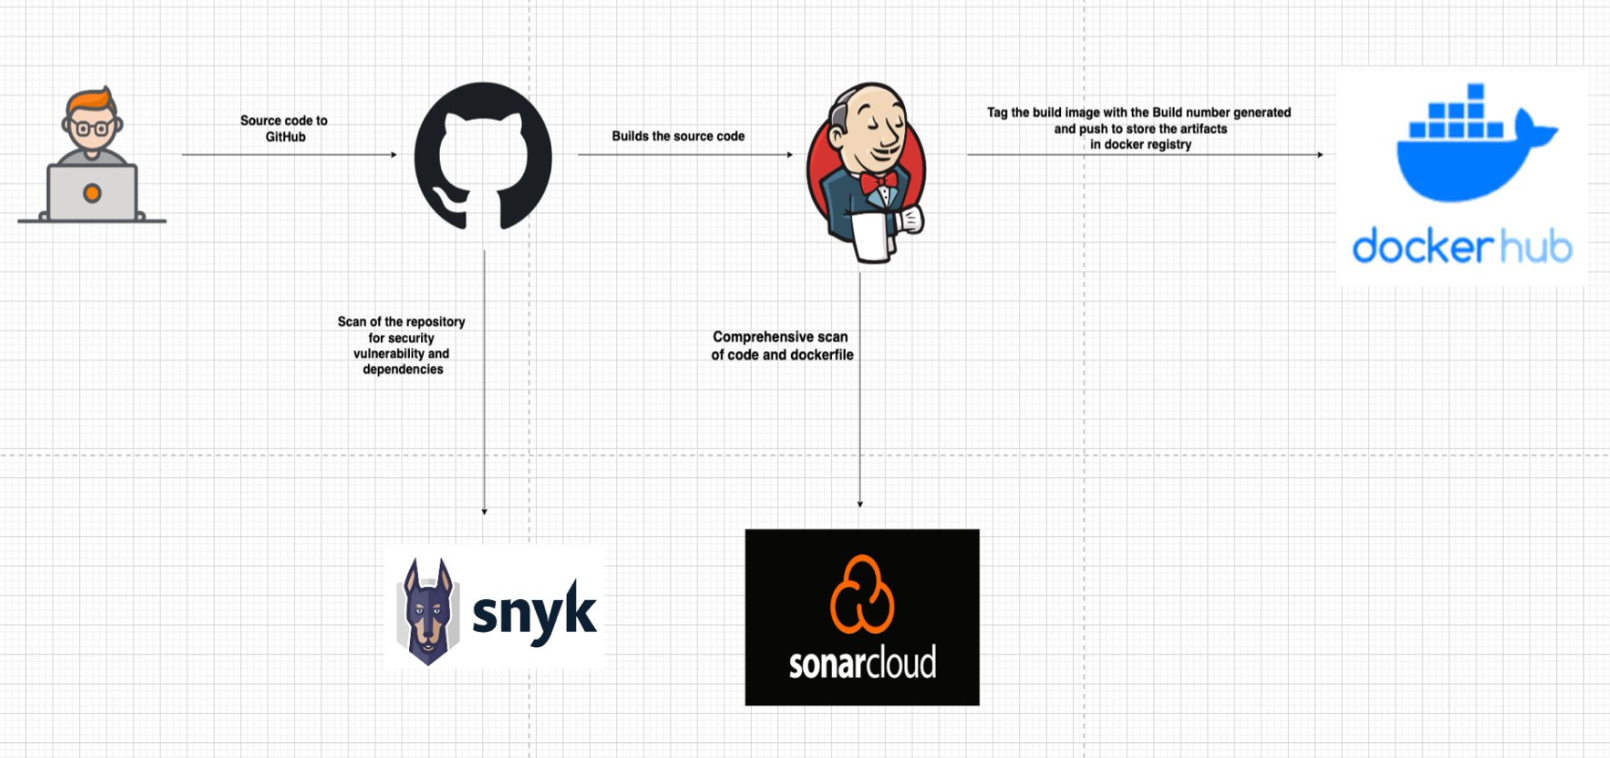 Source code to
GitHub
Builds the source code
Tag the build image with the Build number generated
and push to store the artifacts
in docker registry
dockerhub
Scan of the repository
for security
vulnerability and
dependencies
Comprehensive scan
of code and dockerfile
snyk
sonarcloud